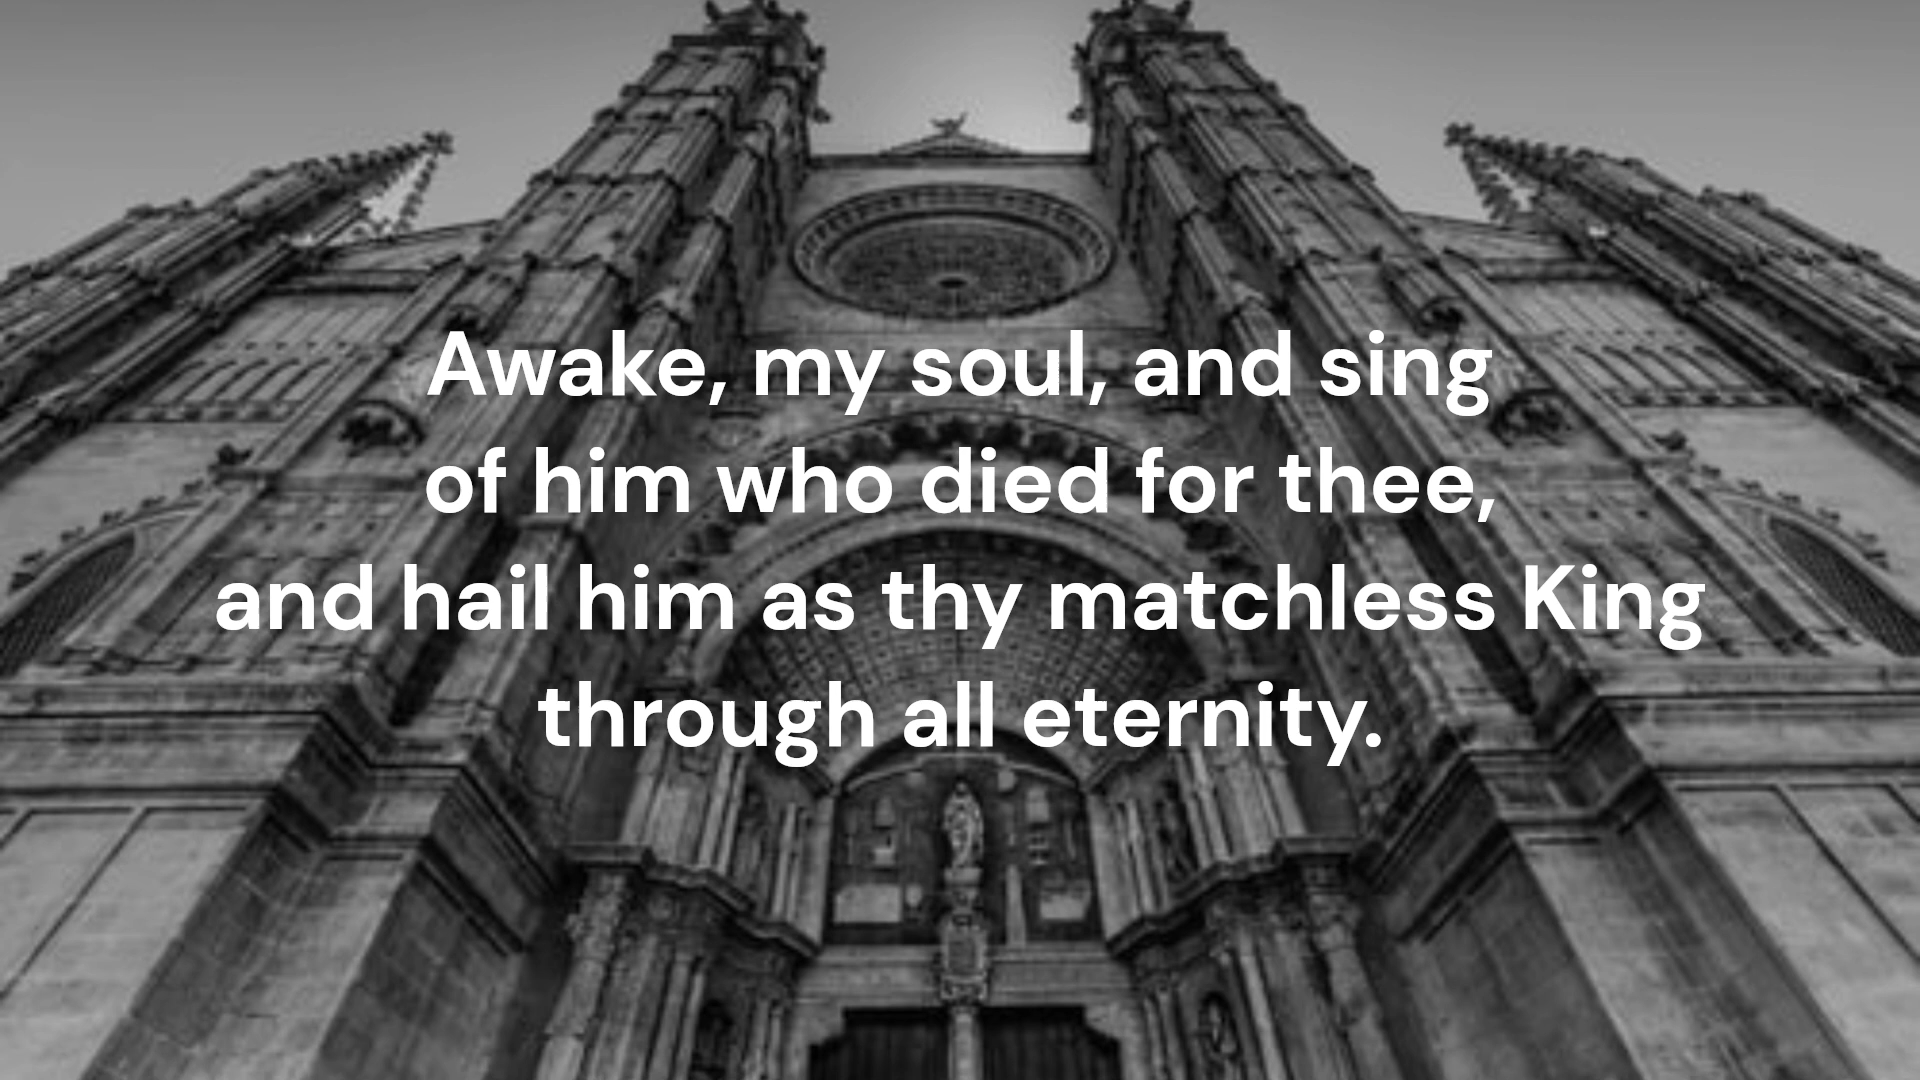 Awake, my soul, and sing
of him who died for thee,
and hail him as thy matchless King
through all eternity.